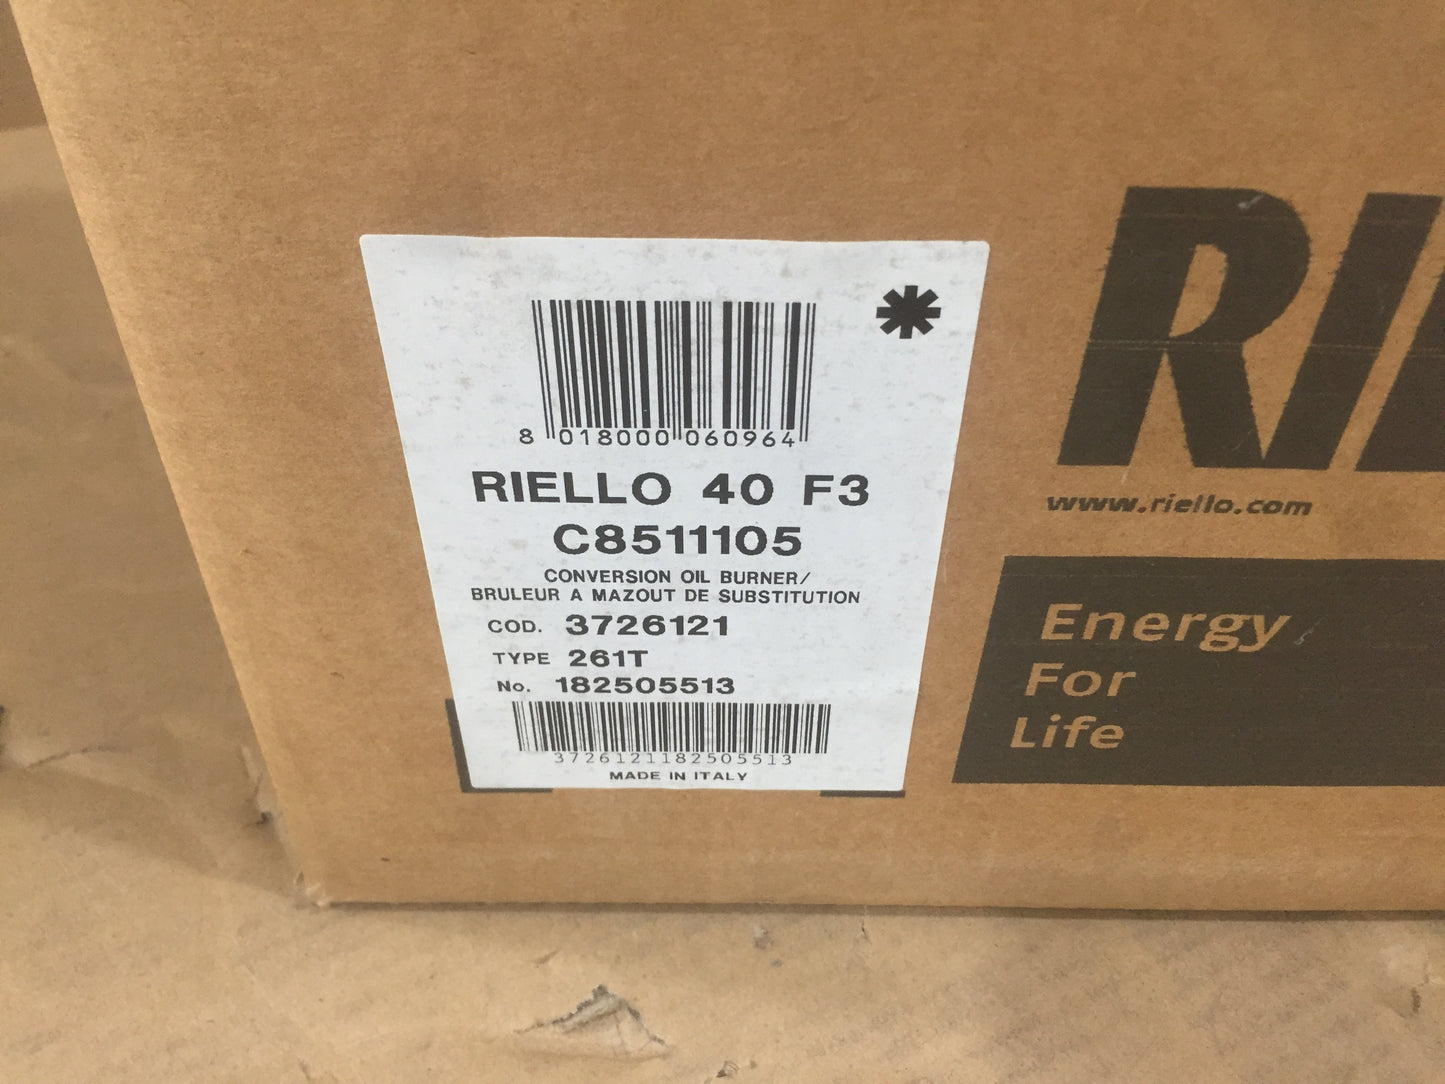 8 018000 060964
RIELLO 40 F3
C8511105
CONVERSION OIL BURNER/
BRULEUR A MAZOUT DE SUBSTITUTION
COD. 3726121
TYPE 261T
No. 182505513
3726121182505513
MADE IN ITALY
RI
www.riello.com
Energy
For
Life